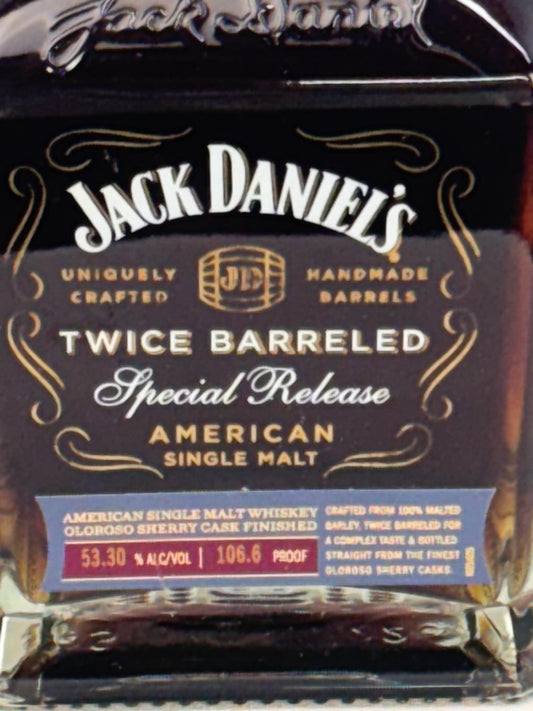 Jack Daniel
JACK DANIEL'S
UNIQUELY CRAFTED
JD
HANDMADE BARRELS
TWICE BARRELED
Special Release
AMERICAN
SINGLE MALT
AMERICAN SINGLE MALT WHISKEY
OLOROSO SHERRY CASK FINISHED
53.30 % ALC/VOL | 106.6 PROOF
CRAFTED FROM 100% MALTED
BARLEY, TWICE BARRELED FOR
A COMPLEX TASTE & BOTTLED
STRAIGHT FROM THE FINEST
OLOROSO SHERRY CASKS.